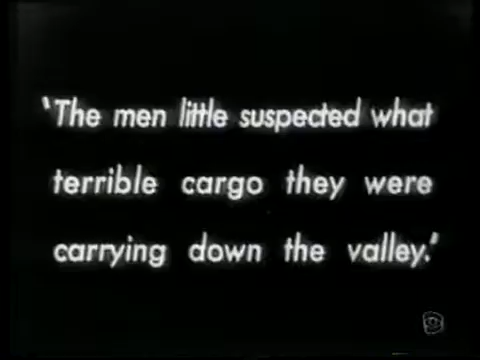 'The men little suspected what
terrible cargo they were
carrying down the valley.'